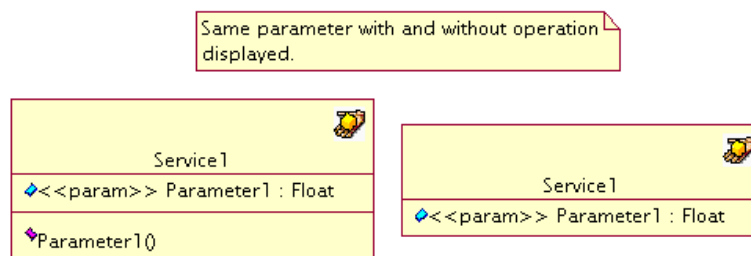 Same parameter with and without operation
displayed.
Service1
<<param>> Parameter1 : Float
Parameter1()
Service1
<<param>> Parameter1 : Float